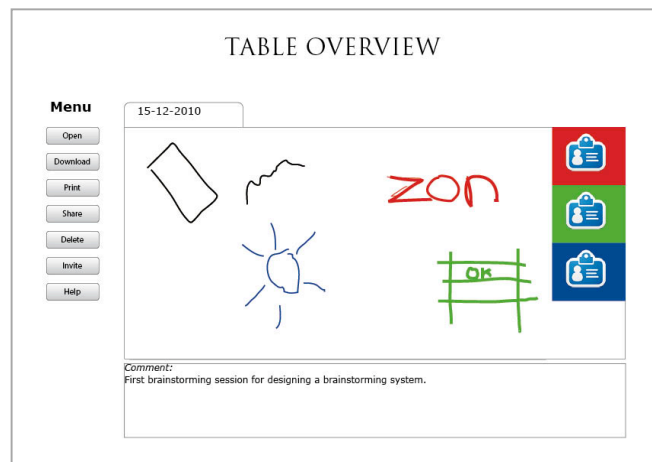 TABLE OVERVIEW
Menu
15-12-2010
Open
Download
Print
Share
Delete
Invite
Help
zon
OK
Comment:
First brainstorming session for designing a brainstorming system.